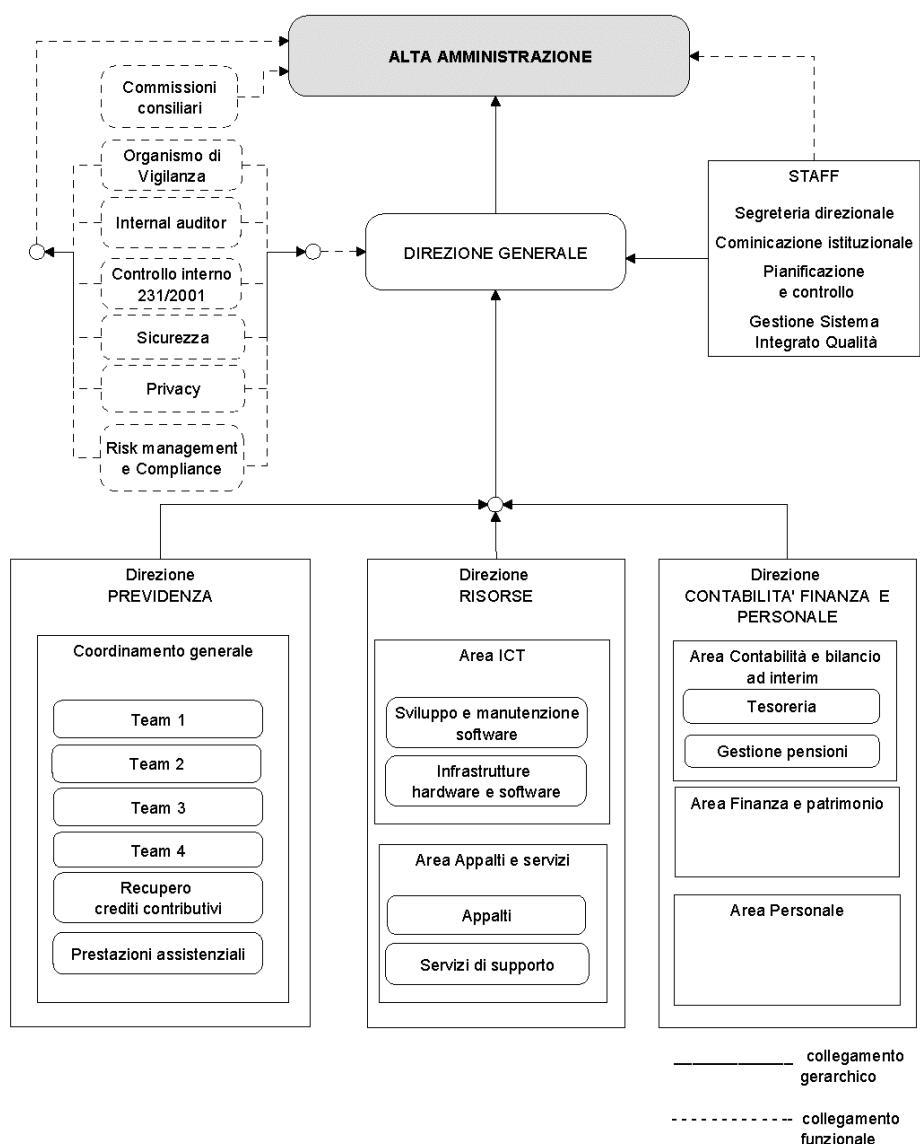 ALTA AMMINISTRAZIONE
Commissioni
consiliari
Organismo di
Vigilanza
Internal auditor
Controllo interno
231/2001
Sicurezza
Privacy
Risk management
e Compliance
DIREZIONE GENERALE
STAFF
Segreteria direzionale
Cominicazione istituzionale
Pianificazione
e controllo
Gestione Sistema
Integrato Qualità
Direzione
PREVIDENZA
Coordinamento generale
Team 1
Team 2
Team 3
Team 4
Recupero
crediti contributivi
Prestazioni assistenziali
Direzione
RISORSE
Area ICT
Sviluppo e manutenzione
software
Infrastrutture
hardware e software
Area Appalti e servizi
Appalti
Servizi di supporto
Direzione
CONTABILITA' FINANZA E
PERSONALE
Area Contabilità e bilancio
ad interim
Tesoreria
Gestione pensioni
Area Finanza e patrimonio
Area Personale
collegamento
gerarchico
collegamento
funzionale